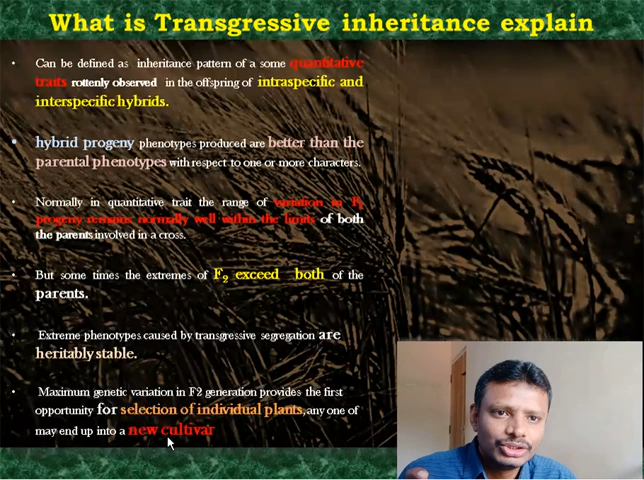 What is Transgressive inheritance explain
• Can be defined as inheritance pattern of a some quantitative
traits rottenly observed in the offspring of intraspecific and
interspecific hybrids.
• hybrid progeny phenotypes produced are better than the
parental phenotypes with respect to one or more characters.
• Normally in quantitative trait the range of variation in F₂
progeny remains normally well within the limits of both
the parents involved in a cross.
• But some times the extremes of F₂ exceed both of the
parents.
• Extreme phenotypes caused by transgressive segregation are
heritably stable.
• Maximum genetic variation in F2 generation provides the first
opportunity for selection of individual plants,any one of
may end up into a new cultivar